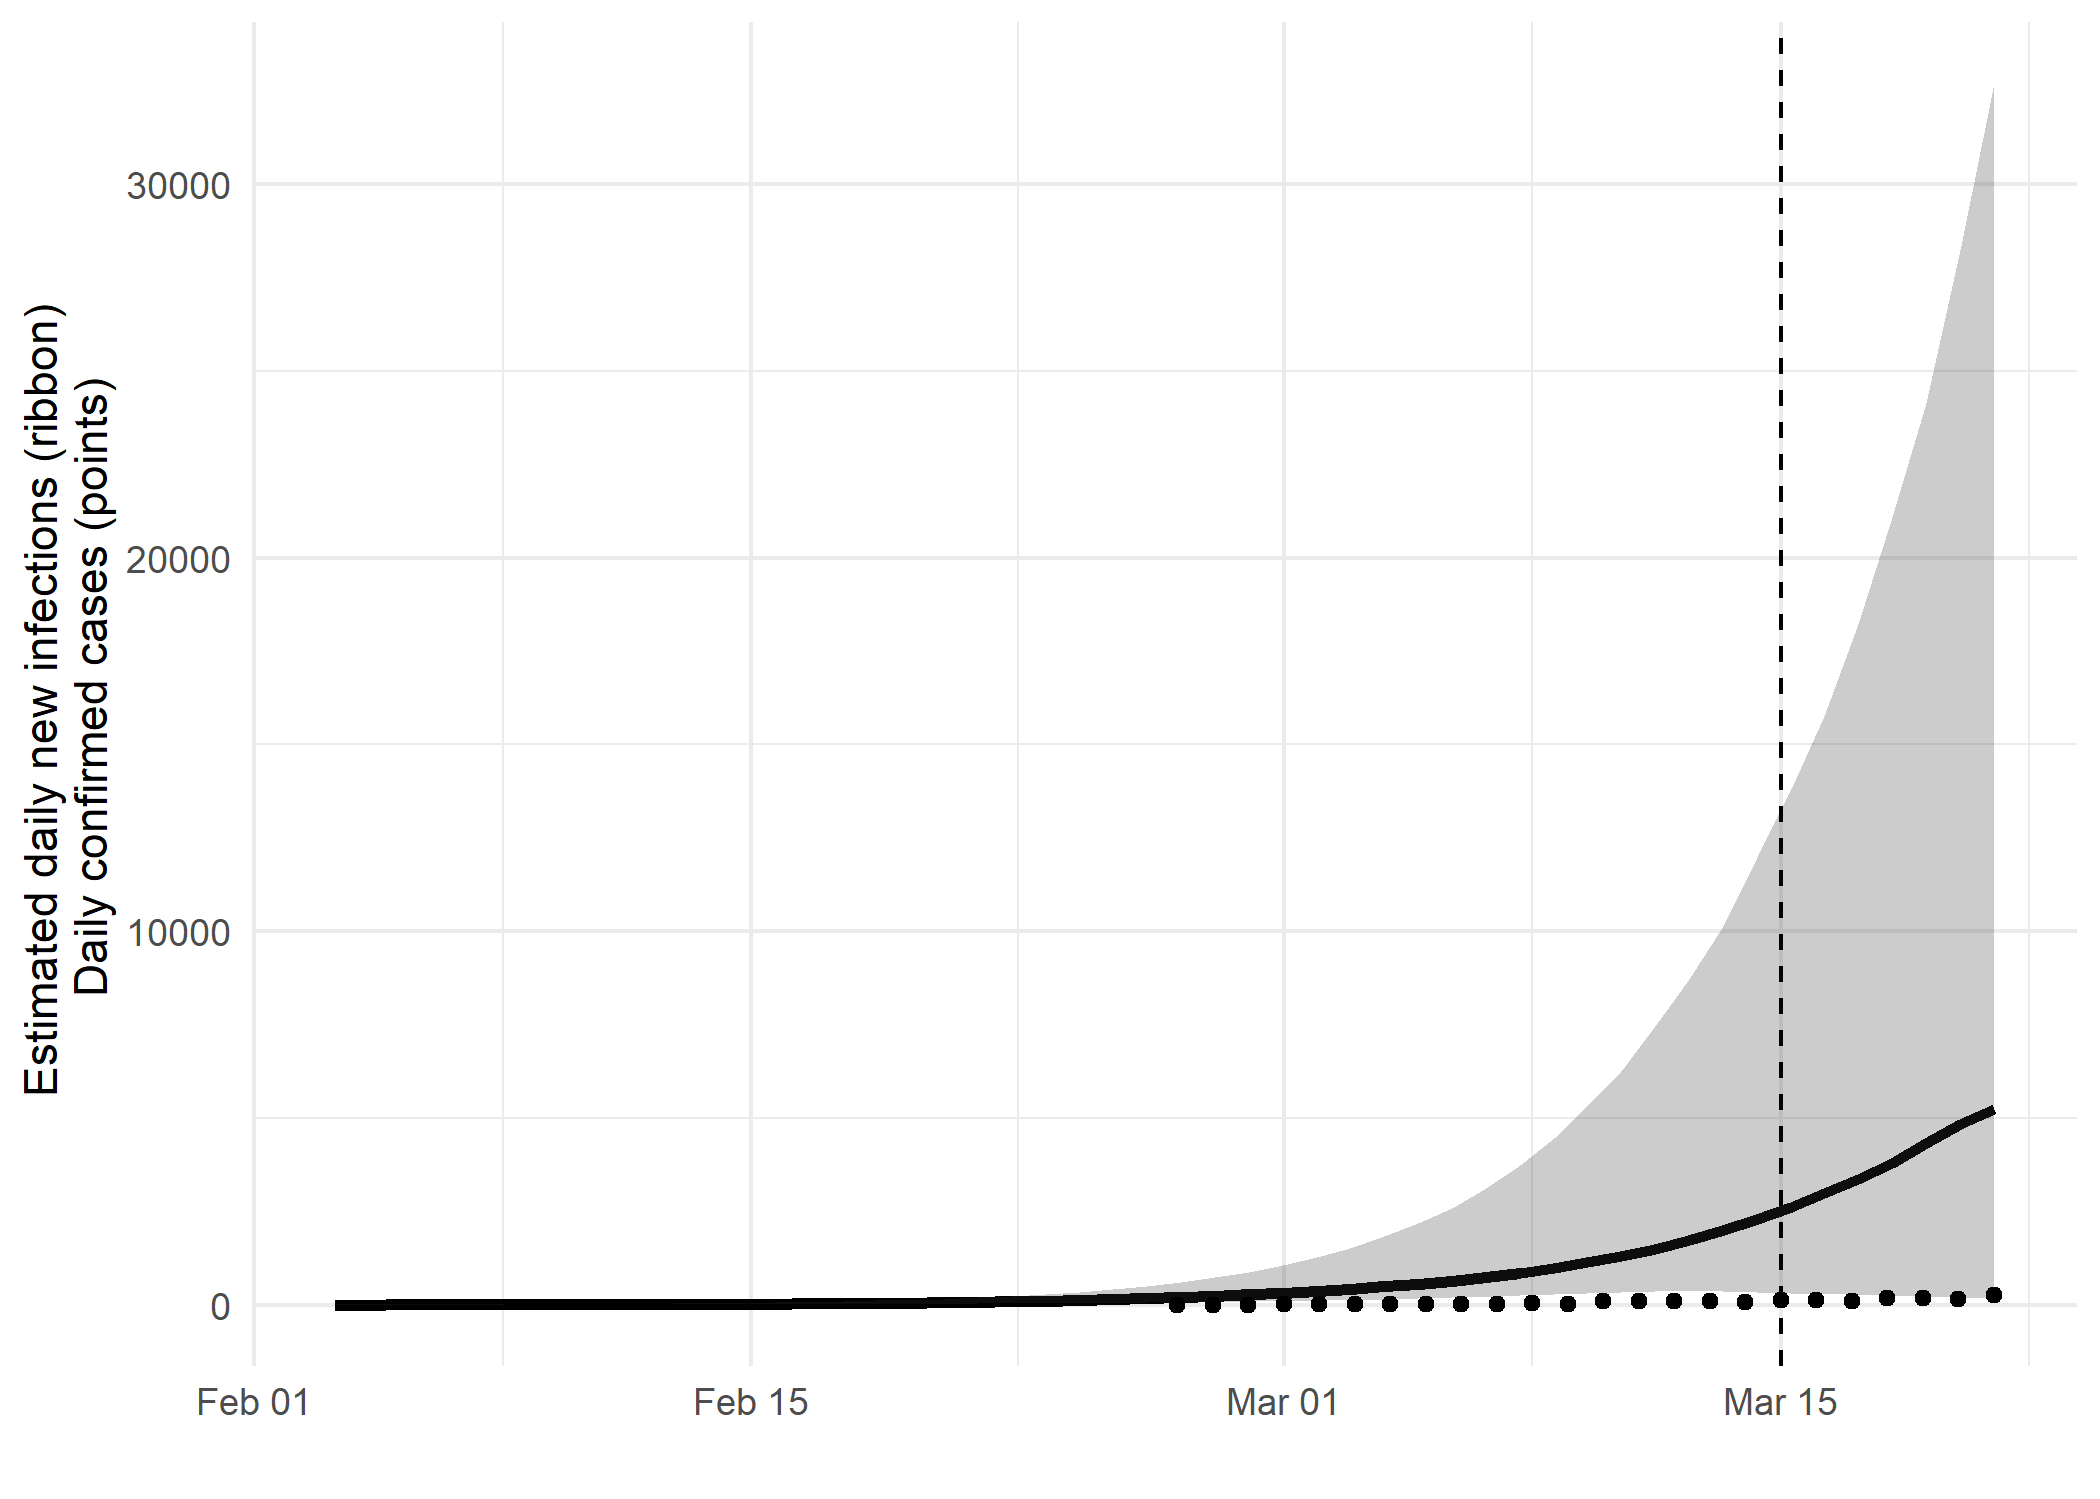 Estimated daily new infections (ribbon)
Daily confirmed cases (points)
30000
20000
10000
0
Feb 01
Feb 15
Mar 01
Mar 15